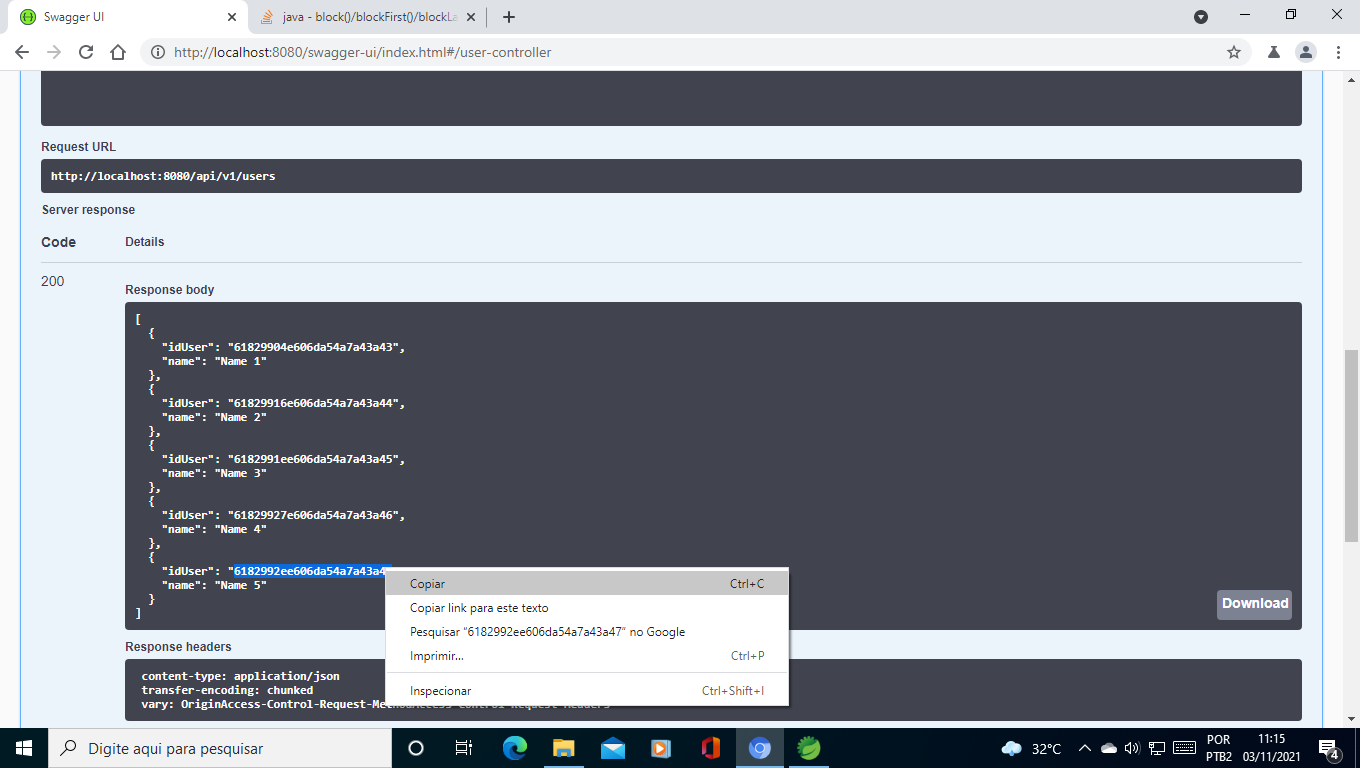 Swagger UI
java - block()/blockFirst()/blockLa
http://localhost:8080/swagger-ui/index.html#/user-controller
Request URL
http://localhost:8080/api/v1/users
Server response
Code Details
200
Response body
[
{
"idUser": "61829904e606da54a7a43a43",
"name": "Name 1"
},
{
"idUser": "61829916e606da54a7a43a44",
"name": "Name 2"
},
{
"idUser": "6182991ee606da54a7a43a45",
"name": "Name 3"
},
{
"idUser": "61829927e606da54a7a43a46",
"name": "Name 4"
},
{
"idUser": "6182992ee606da54a7a43a4
"name": "Name 5"
}
]
Copiar Ctrl+C
Copiar link para este texto
Pesquisar “6182992ee606da54a7a43a47” no Google
Imprimir... Ctrl+P
Inspecionar Ctrl+Shift+I
Download
Response headers
content-type: application/json
transfer-encoding: chunked
vary: OriginAccess-Control-Request-MethodAccess-Control-Request-Headers
Digite aqui para pesquisar
32°C
POR
PTB2
11:15
03/11/2021
4